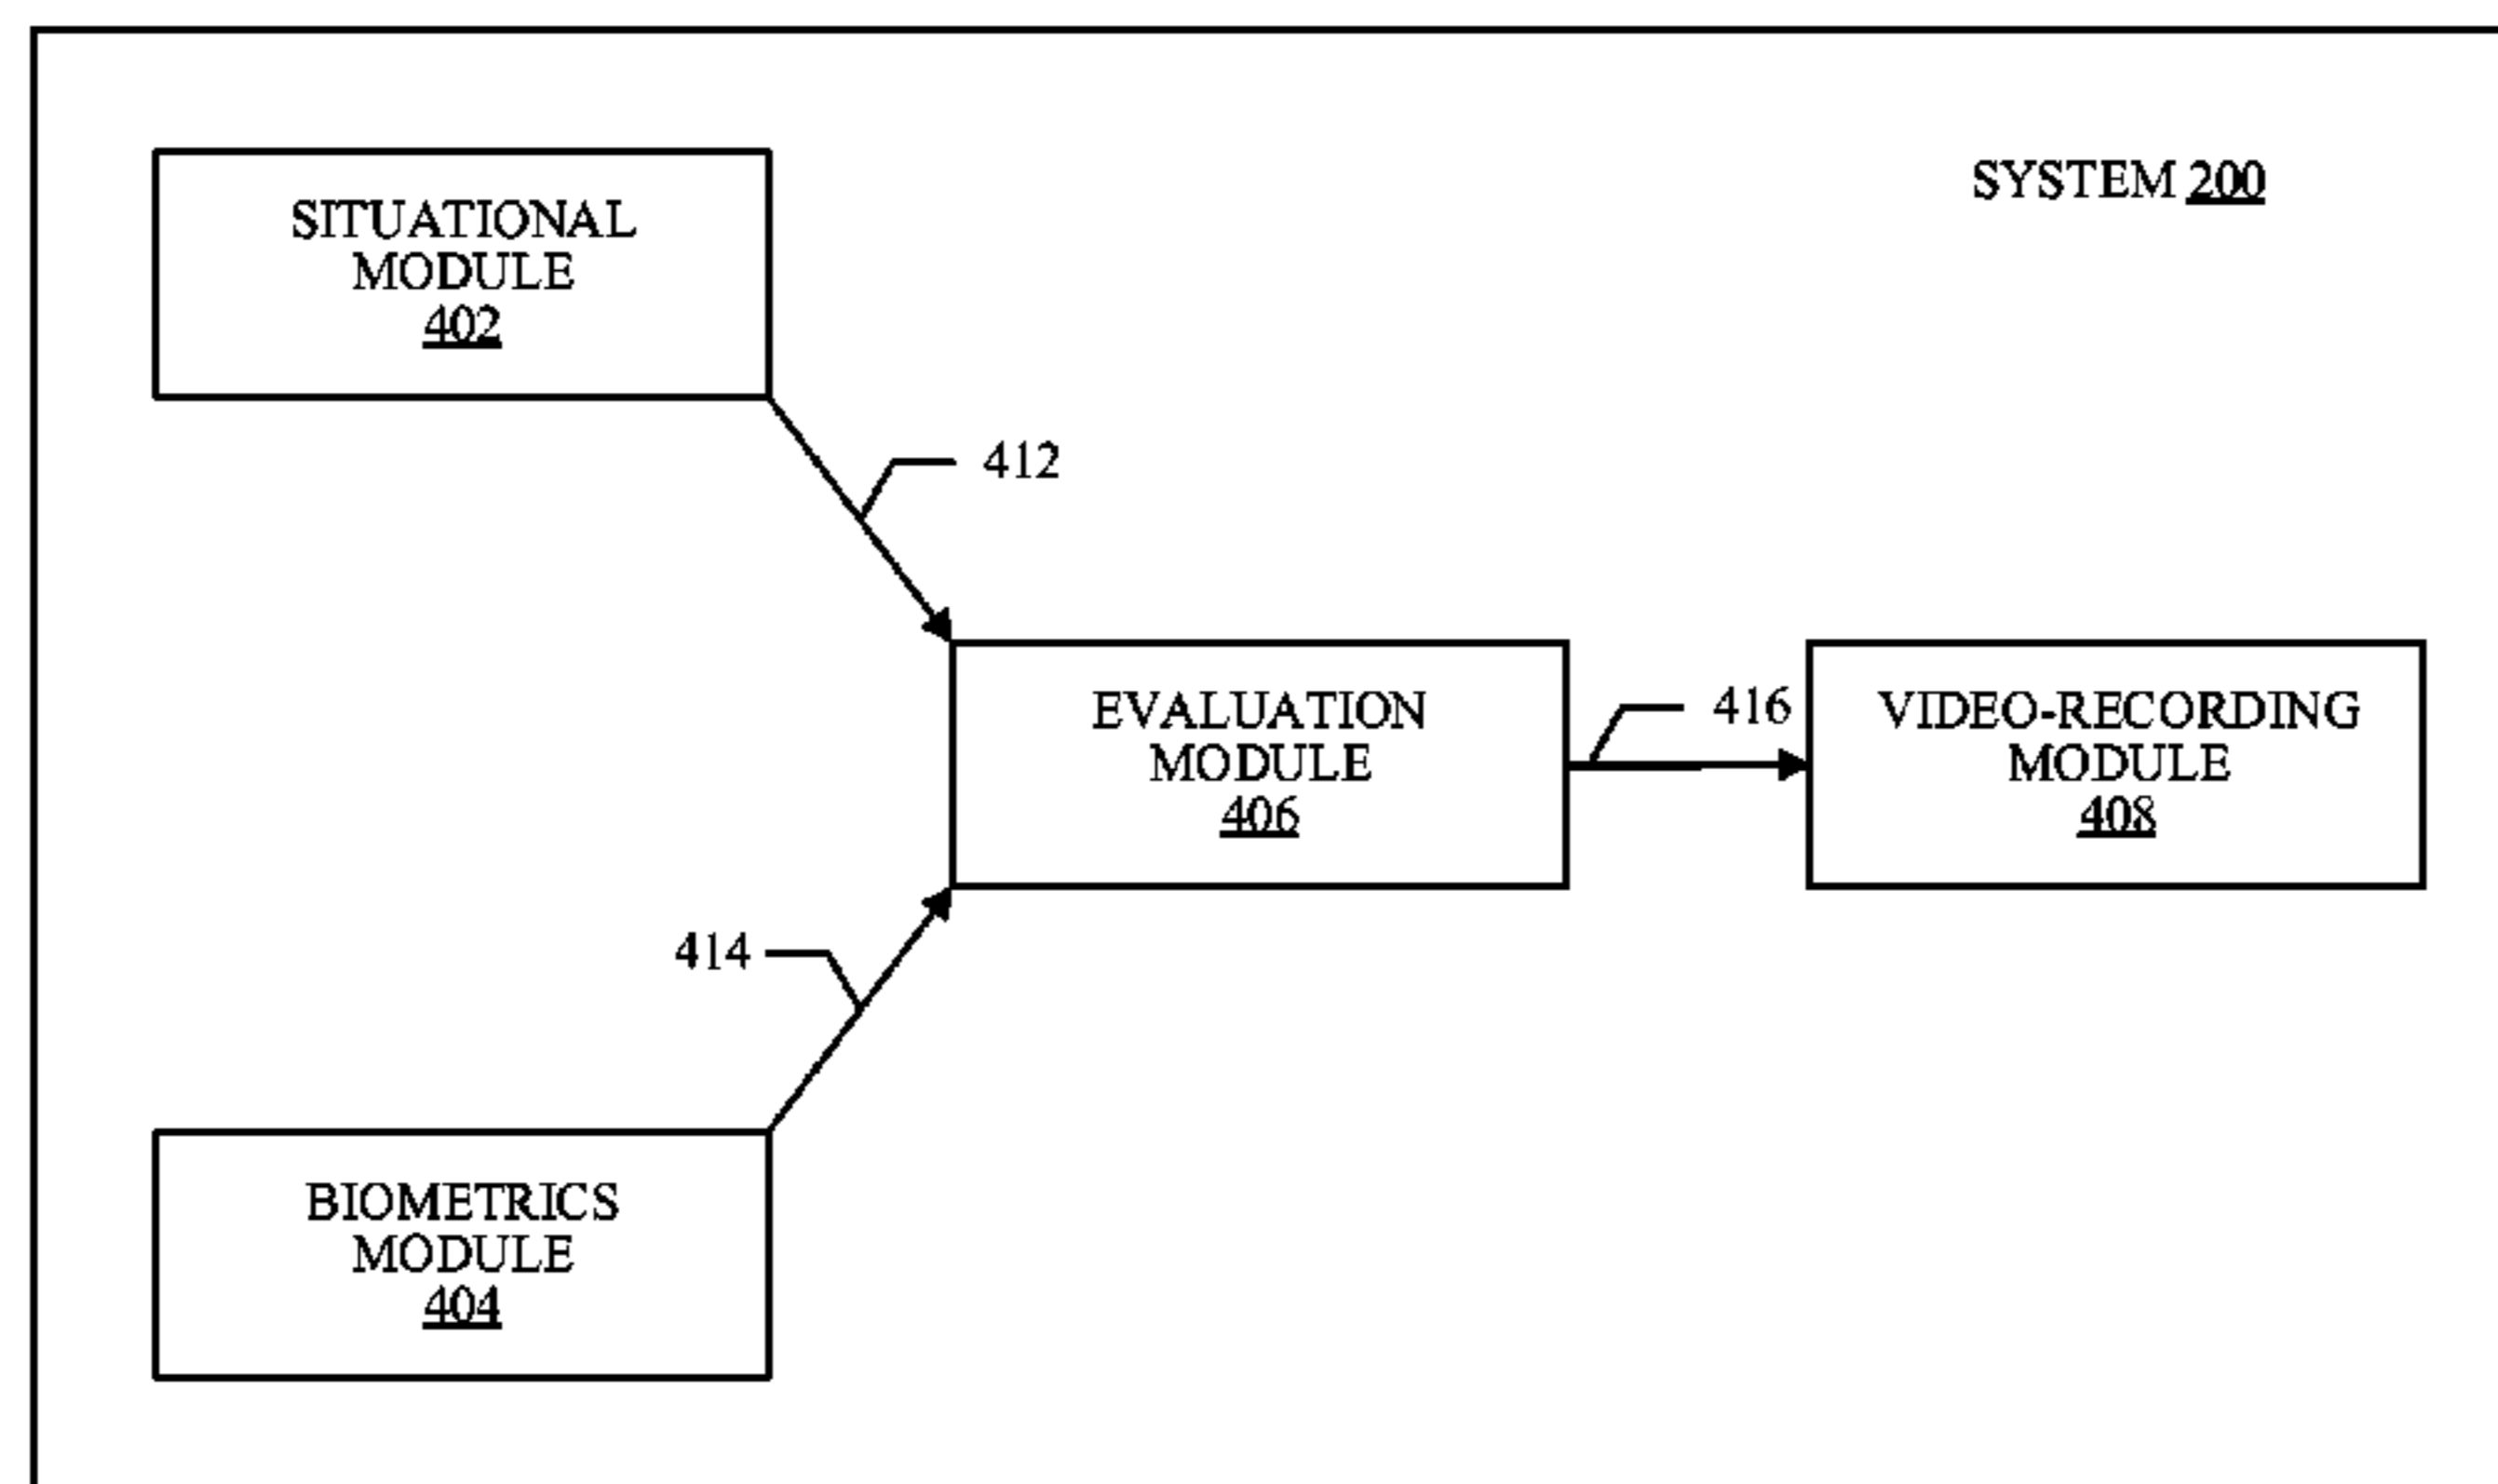 SYSTEM 200
SITUATIONAL
MODULE
402
412
EVALUATION
MODULE
406
416
VIDEO-RECORDING
MODULE
408
414
BIOMETRICS
MODULE
404